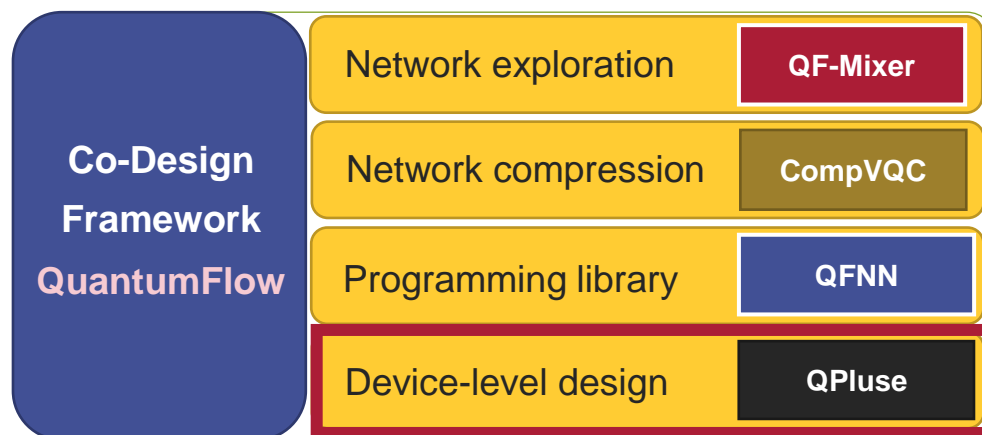 Co-Design
Framework
QuantumFlow
Network exploration
QF-Mixer
Network compression
CompVQC
Programming library
QFNN
Device-level design
QPluse